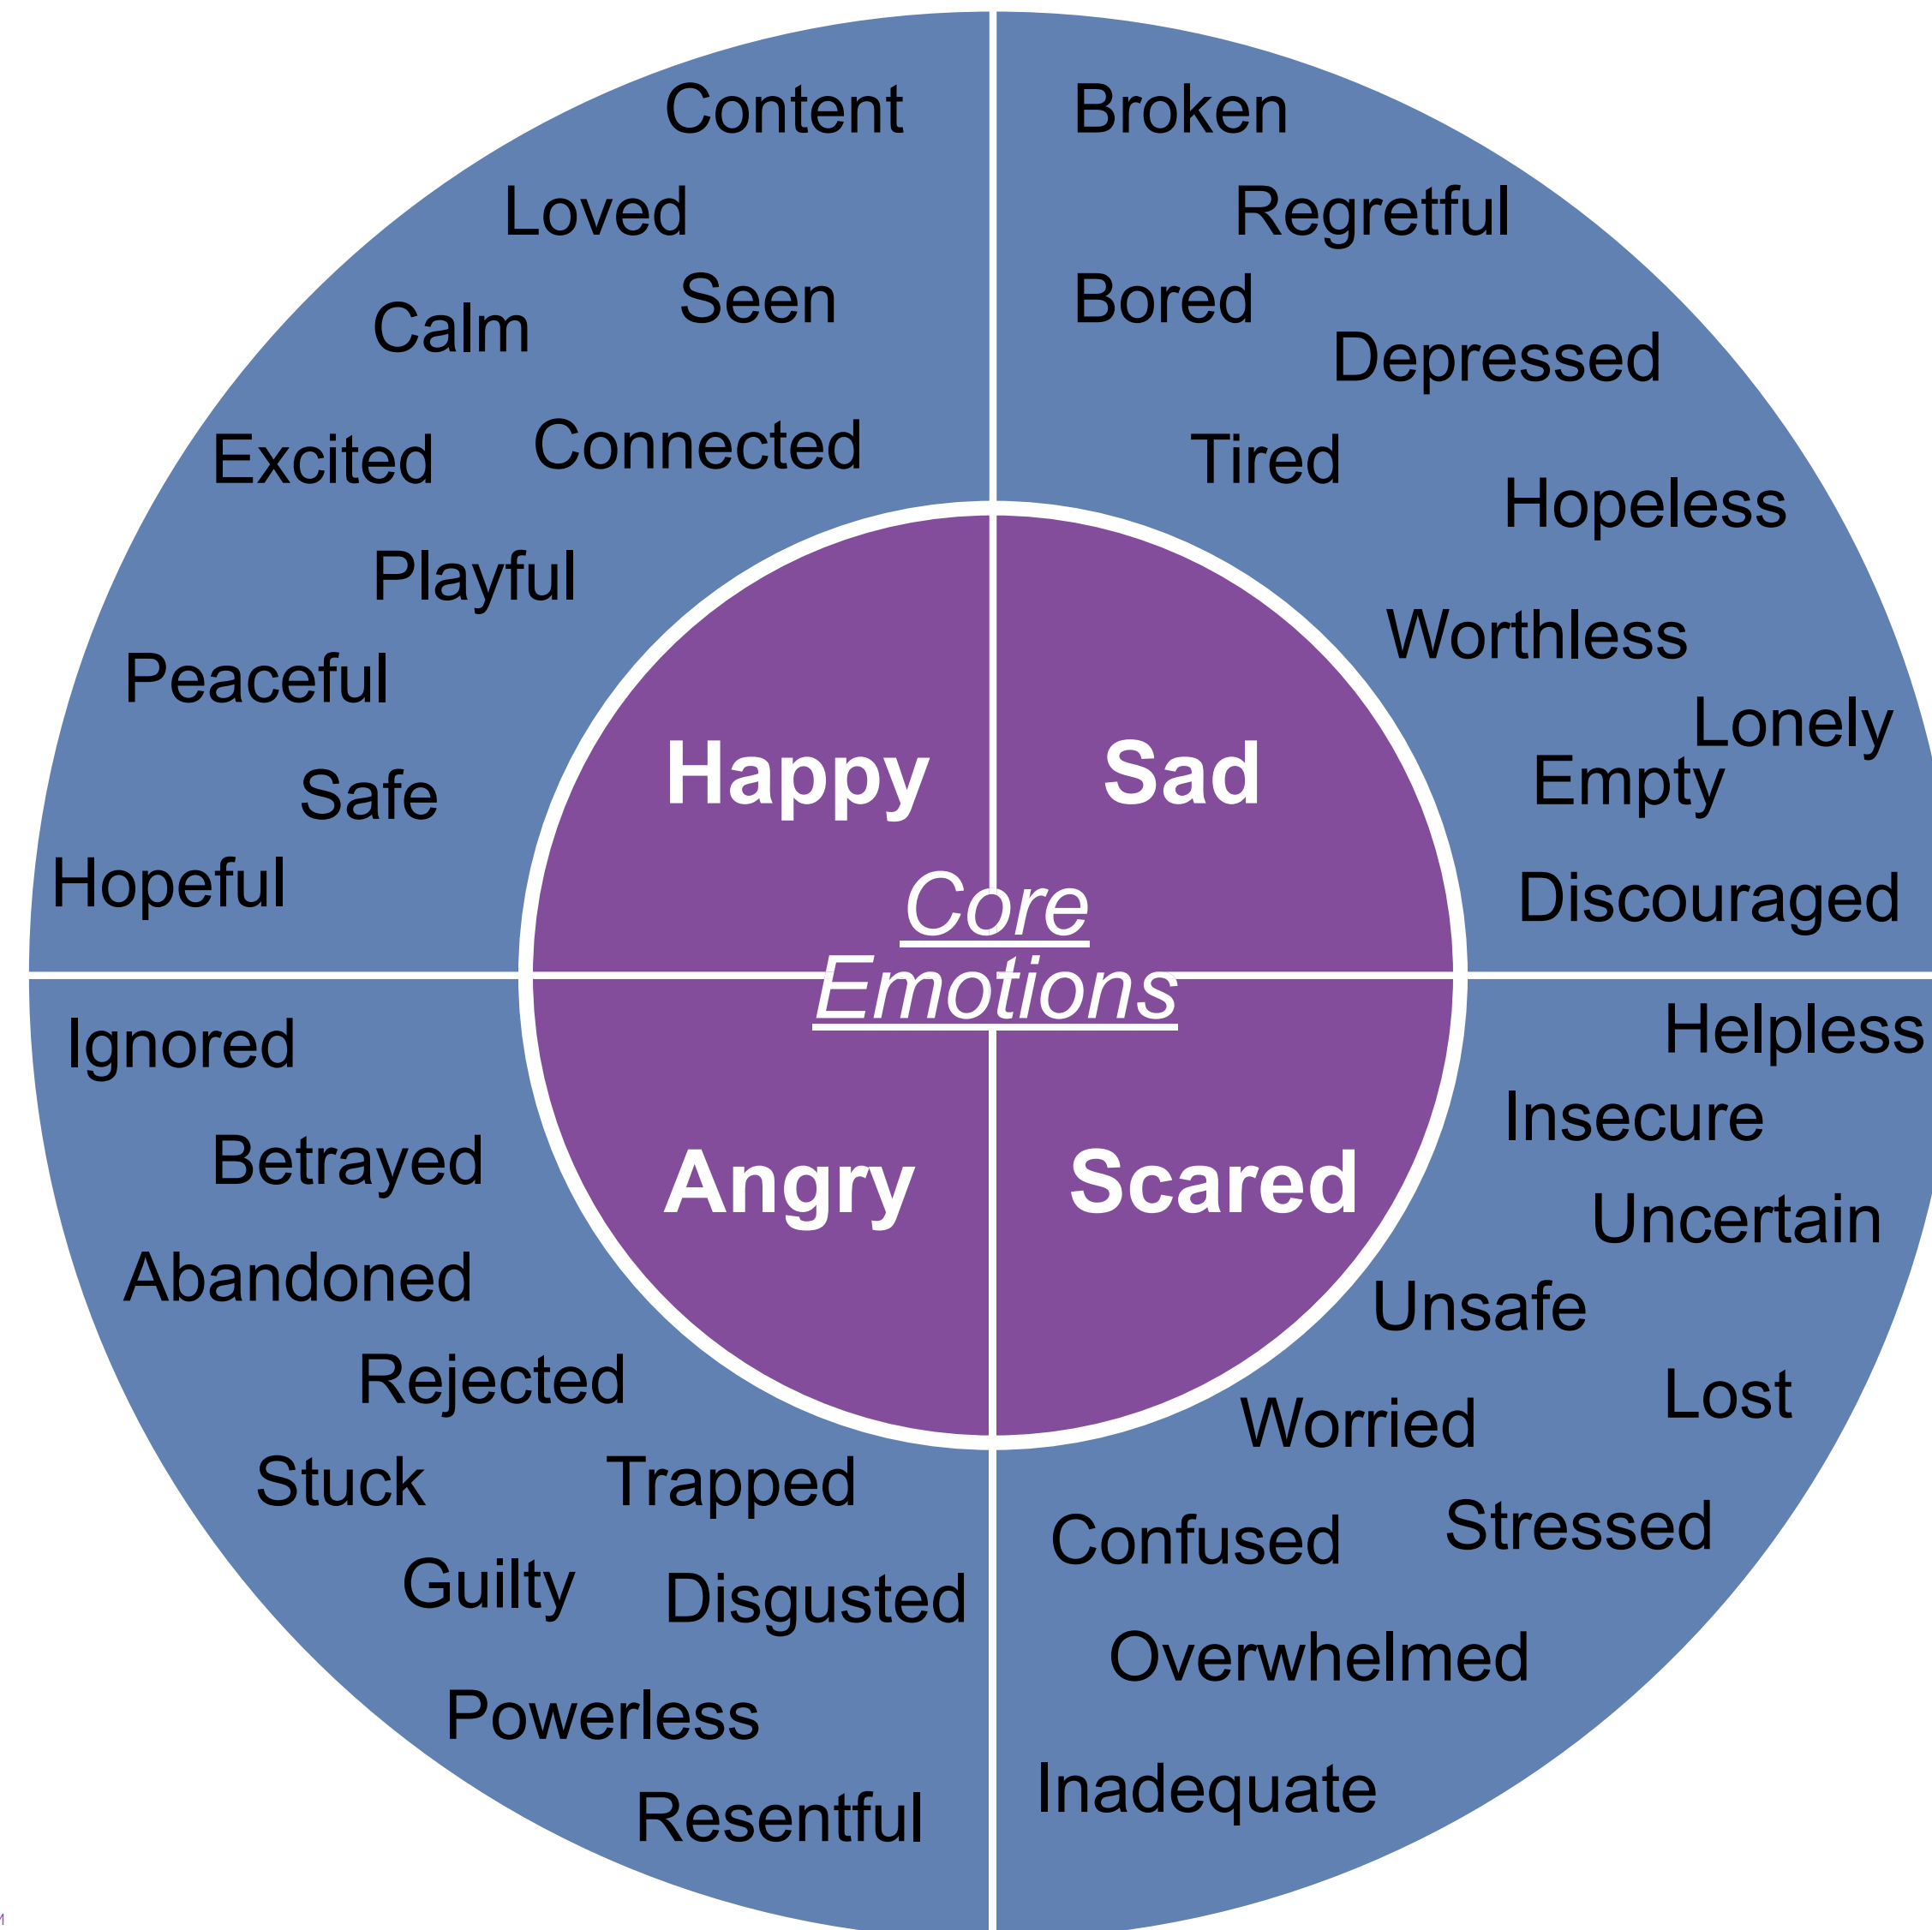 Content
Loved
Seen
Calm
Connected
Excited
Playful
Peaceful
Safe
Hopeful
Broken
Regretful
Bored
Depressed
Tired
Hopeless
Worthless
Lonely
Empty
Discouraged
Happy
Sad
Core
Emotions
Angry
Scared
Ignored
Betrayed
Abandoned
Rejected
Stuck
Trapped
Guilty
Disgusted
Powerless
Resentful
Helpless
Insecure
Uncertain
Unsafe
Lost
Worried
Stressed
Confused
Overwhelmed
Inadequate